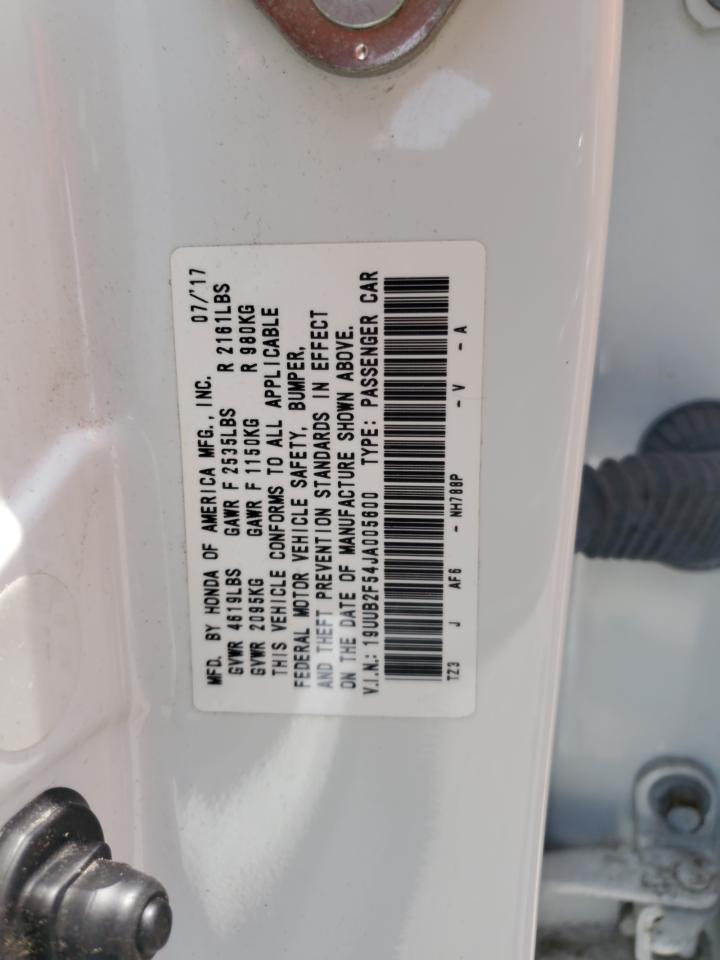 MFD. BY HONDA OF AMERICA MFG., INC. 07/'17
GVWR 4619LBS GAWR F 2535LBS R 2161LBS
GVWR 2095KG GAWR F 1150KG R 980KG
THIS VEHICLE CONFORMS TO ALL APPLICABLE
FEDERAL MOTOR VEHICLE SAFETY, BUMPER,
AND THEFT PREVENTION STANDARDS IN EFFECT
ON THE DATE OF MANUFACTURE SHOWN ABOVE.
V.I.N.: 19UUB2F54JA005600 TYPE: PASSENGER CAR
TZ3 J AF6 - NH788P - V - A